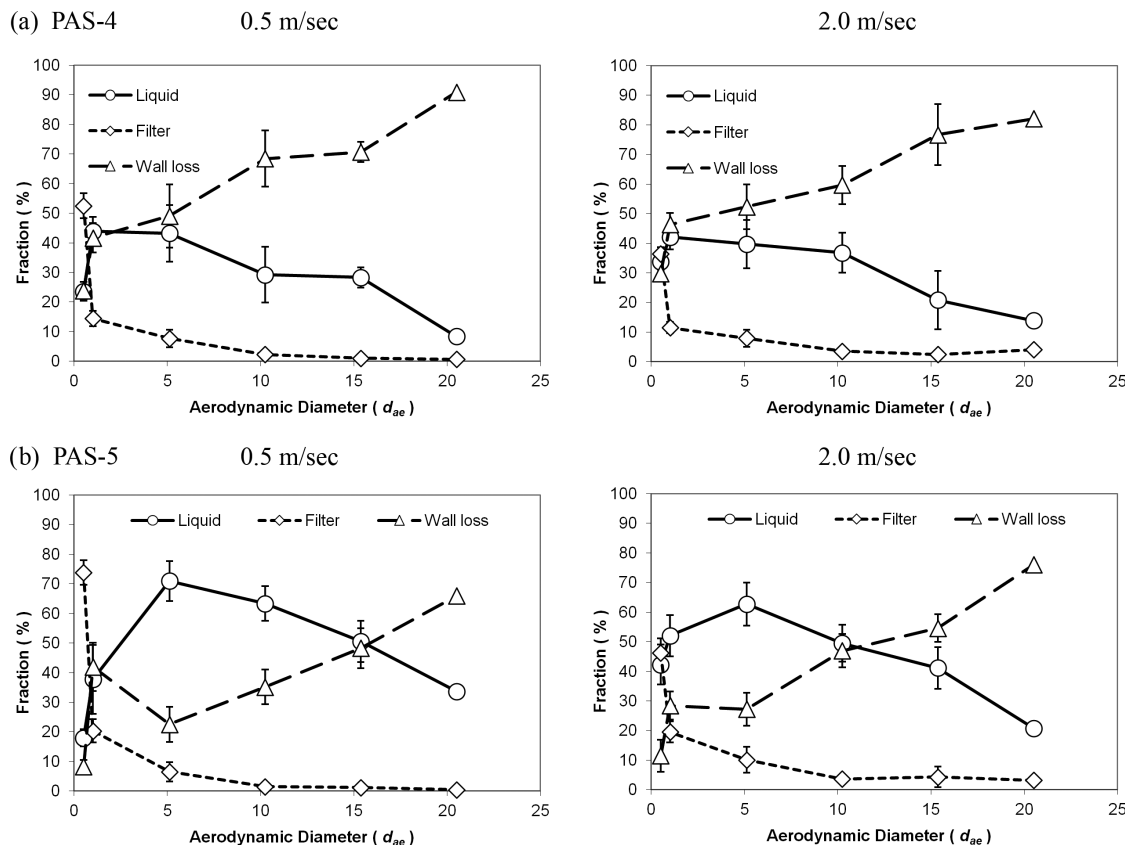 (a) PAS-4 0.5 m/sec 2.0 m/sec
100
90
80
70
60
50
40
30
20
10
0
Fraction ( % )
Liquid
Filter
Wall loss
0 5 10 15 20 25
Aerodynamic Diameter ( dae )
100
90
80
70
60
50
40
30
20
10
0
Fraction ( % )
Liquid
Filter
Wall loss
0 5 10 15 20 25
Aerodynamic Diameter ( dae )
(b) PAS-5 0.5 m/sec 2.0 m/sec
100
90
80
70
60
50
40
30
20
10
0
Fraction ( % )
Liquid Filter Wall loss
0 5 10 15 20 25
Aerodynamic Diameter ( dae )
100
90
80
70
60
50
40
30
20
10
0
Fraction ( % )
Liquid Filter Wall loss
0 5 10 15 20 25
Aerodynamic Diameter ( dae )